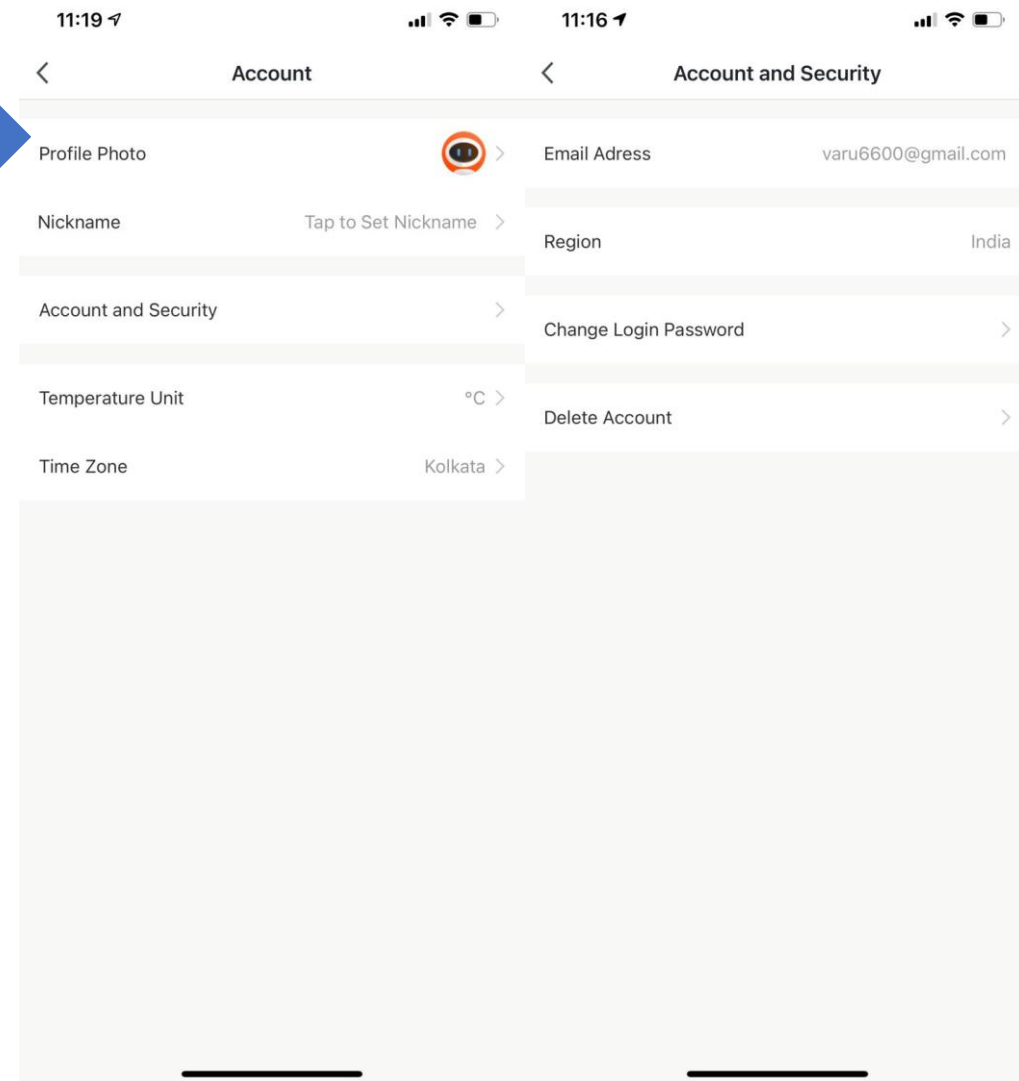 11:19
Account
Profile Photo
Nickname Tap to Set Nickname
Account and Security
Temperature Unit °C
Time Zone Kolkata
11:16
Account and Security
Email Adress varu6600@gmail.com
Region India
Change Login Password
Delete Account